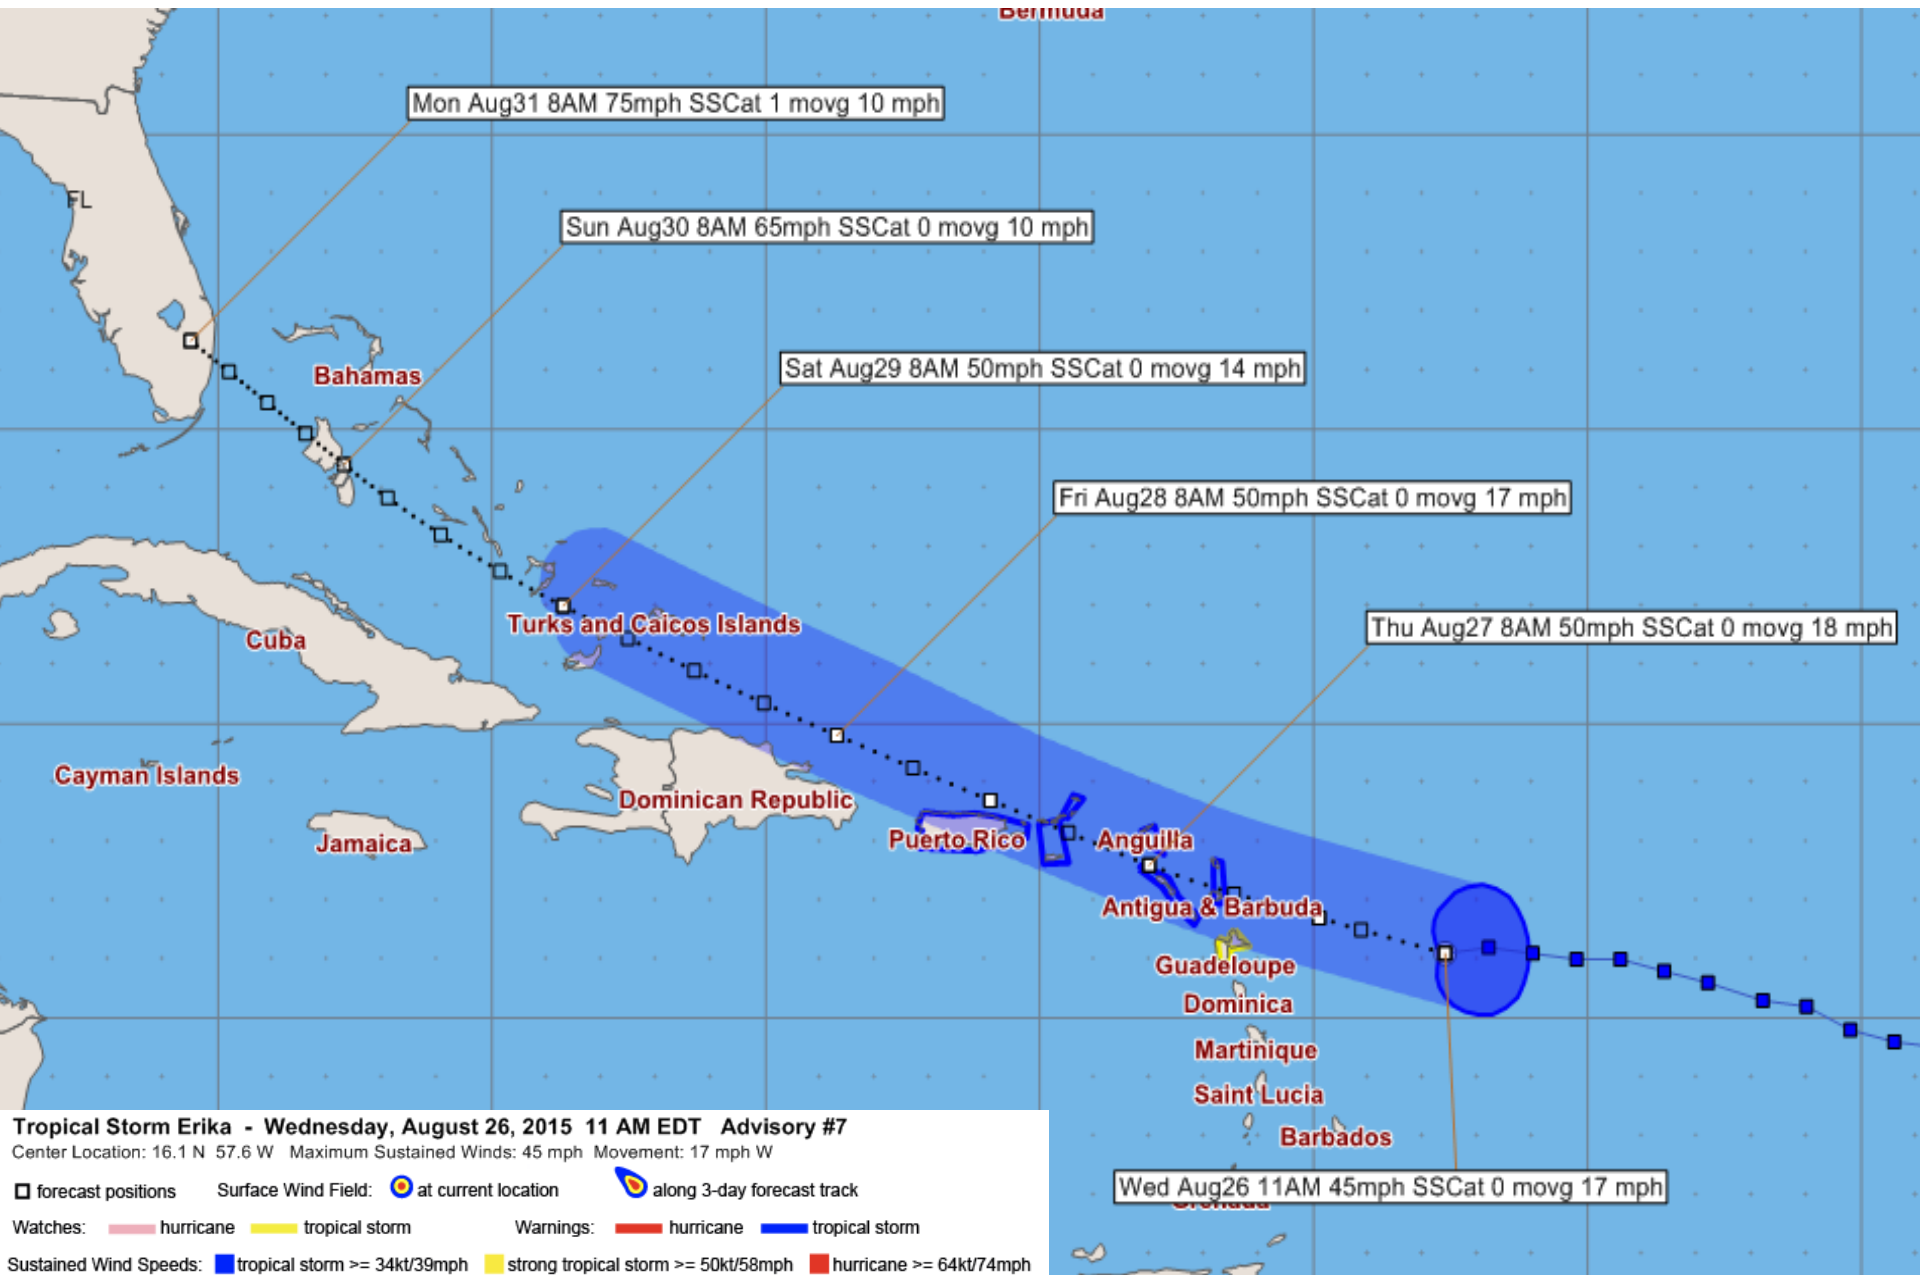 Bermuda
Mon Aug31 8AM 75mph SSCat 1 movg 10 mph
FL
Sun Aug30 8AM 65mph SSCat 0 movg 10 mph
Bahamas
Sat Aug29 8AM 50mph SSCat 0 movg 14 mph
Fri Aug28 8AM 50mph SSCat 0 movg 17 mph
Turks and Caicos Islands
Thu Aug27 8AM 50mph SSCat 0 movg 18 mph
Cuba
Cayman Islands
Dominican Republic
Jamaica
Puerto Rico
Anguilla
Antigua & Barbuda
Guadeloupe
Dominica
Martinique
Saint Lucia
Barbados
Wed Aug26 11AM 45mph SSCat 0 movg 17 mph
Grenada
Tropical Storm Erika - Wednesday, August 26, 2015 11 AM EDT Advisory #7
Center Location: 16.1 N 57.6 W Maximum Sustained Winds: 45 mph Movement: 17 mph W
forecast positions Surface Wind Field: at current location along 3-day forecast track
Watches: hurricane tropical storm Warnings: hurricane tropical storm
Sustained Wind Speeds: tropical storm >= 34kt/39mph strong tropical storm >= 50kt/58mph hurricane >= 64kt/74mph